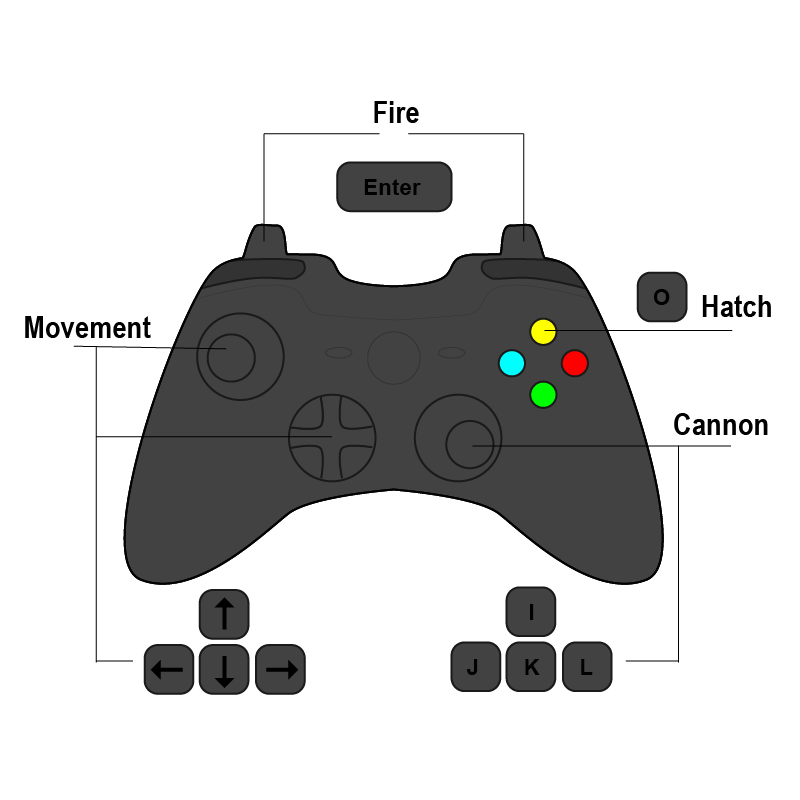 Fire
Enter
O
Hatch
Movement
Cannon
↑
← ↓ →
I
J K L